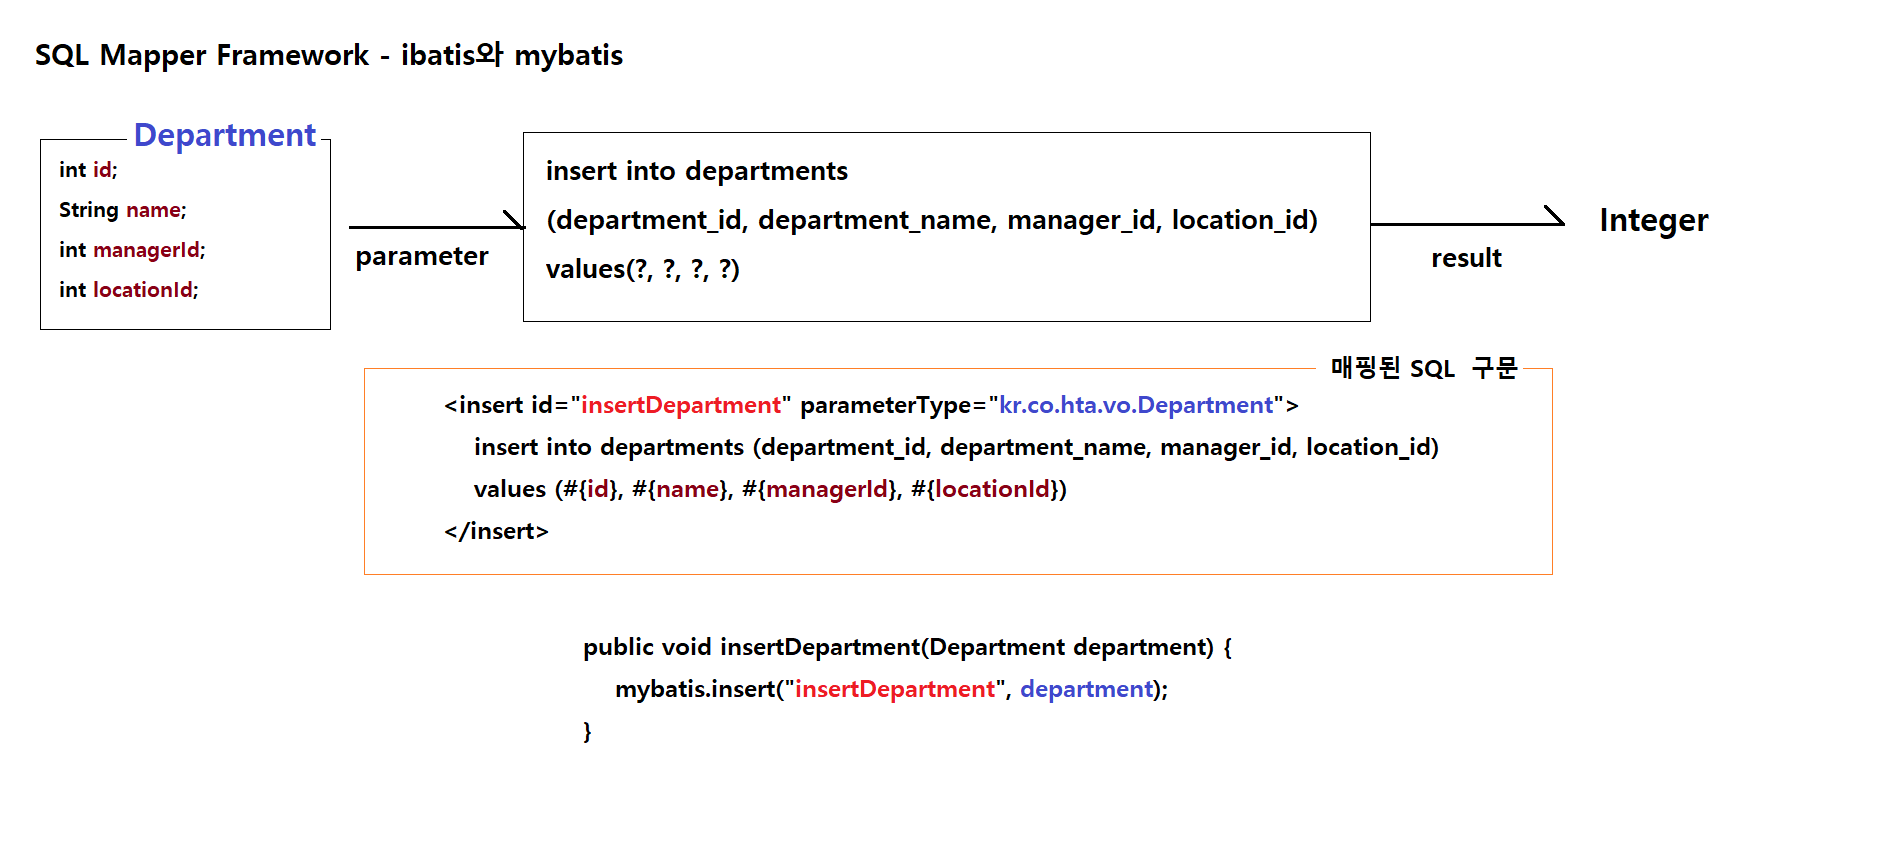 SQL Mapper Framework - ibatis와 mybatis
Department
int id;
String name;
int managerId;
int locationId;
parameter
insert into departments
(department_id, department_name, manager_id, location_id)
values(?, ?, ?, ?)
result
Integer
매핑된 SQL 구문
<insert id="insertDepartment" parameterType="kr.co.hta.vo.Department">
insert into departments (department_id, department_name, manager_id, location_id)
values (#{id}, #{name}, #{managerId}, #{locationId})
</insert>
public void insertDepartment(Department department) {
mybatis.insert("insertDepartment", department);
}